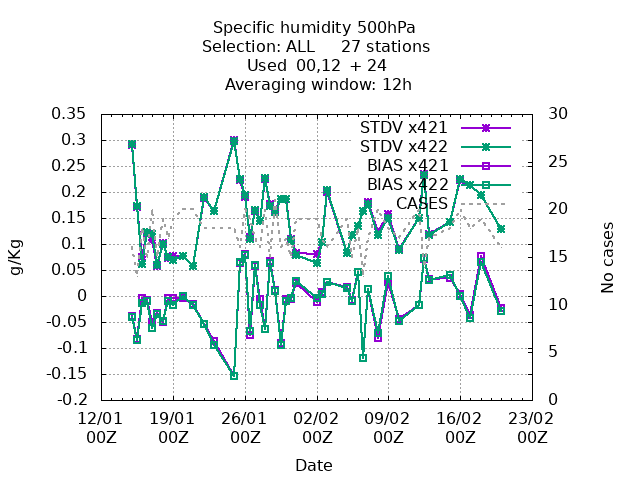 Specific humidity 500hPa
Selection: ALL 27 stations
Used 00,12 + 24
Averaging window: 12h
0.35
0.3
0.25
0.2
0.15
0.1
0.05
0
-0.05
-0.1
-0.15
-0.2
g/Kg
STDV x421
STDV x422
BIAS x421
BIAS x422
CASES
30
25
20
15
10
5
0
No cases
12/01 19/01 26/01 02/02 09/02 16/02 23/02
00Z 00Z 00Z 00Z 00Z 00Z 00Z
Date